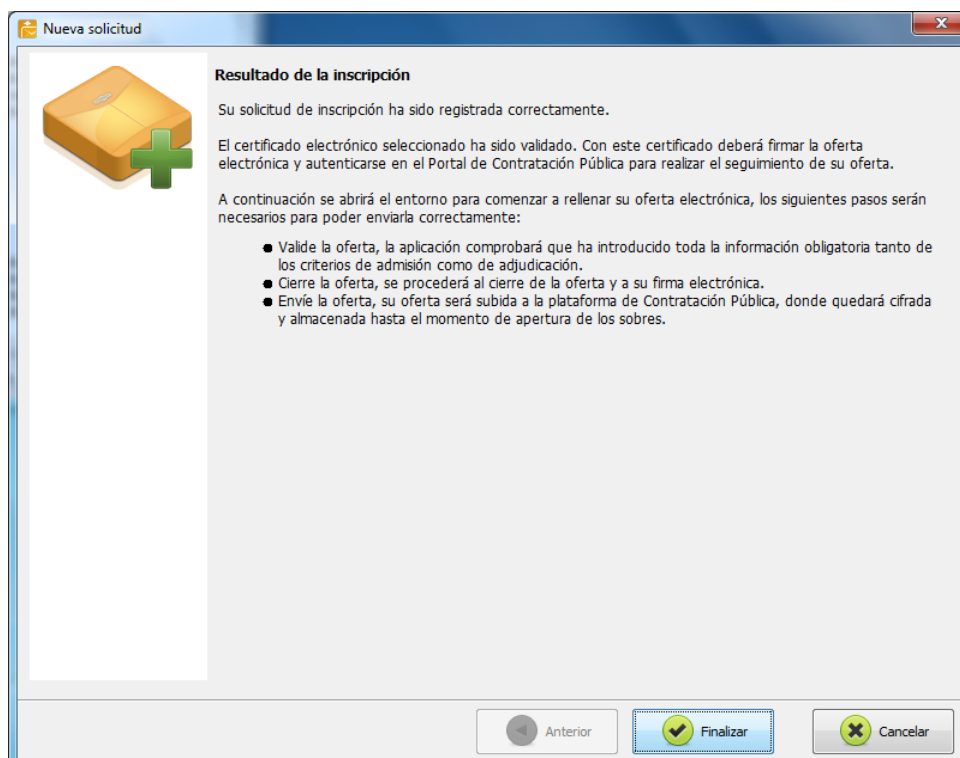 Nueva solicitud
Resultado de la inscripción
Su solicitud de inscripción ha sido registrada correctamente.
El certificado electrónico seleccionado ha sido validado. Con este certificado deberá firmar la oferta
electrónica y autenticarse en el Portal de Contratación Pública para realizar el seguimiento de su oferta.
A continuación se abrirá el entorno para comenzar a rellenar su oferta electrónica, los siguientes pasos serán
necesarios para poder enviarla correctamente:
● Valide la oferta, la aplicación comprobará que ha introducido toda la información obligatoria tanto de
los criterios de admisión como de adjudicación.
● Cierre la oferta, se procederá al cierre de la oferta y a su firma electrónica.
● Envíe la oferta, su oferta será subida a la plataforma de Contratación Pública, donde quedará cifrada
y almacenada hasta el momento de apertura de los sobres.
Anterior
Finalizar
Cancelar